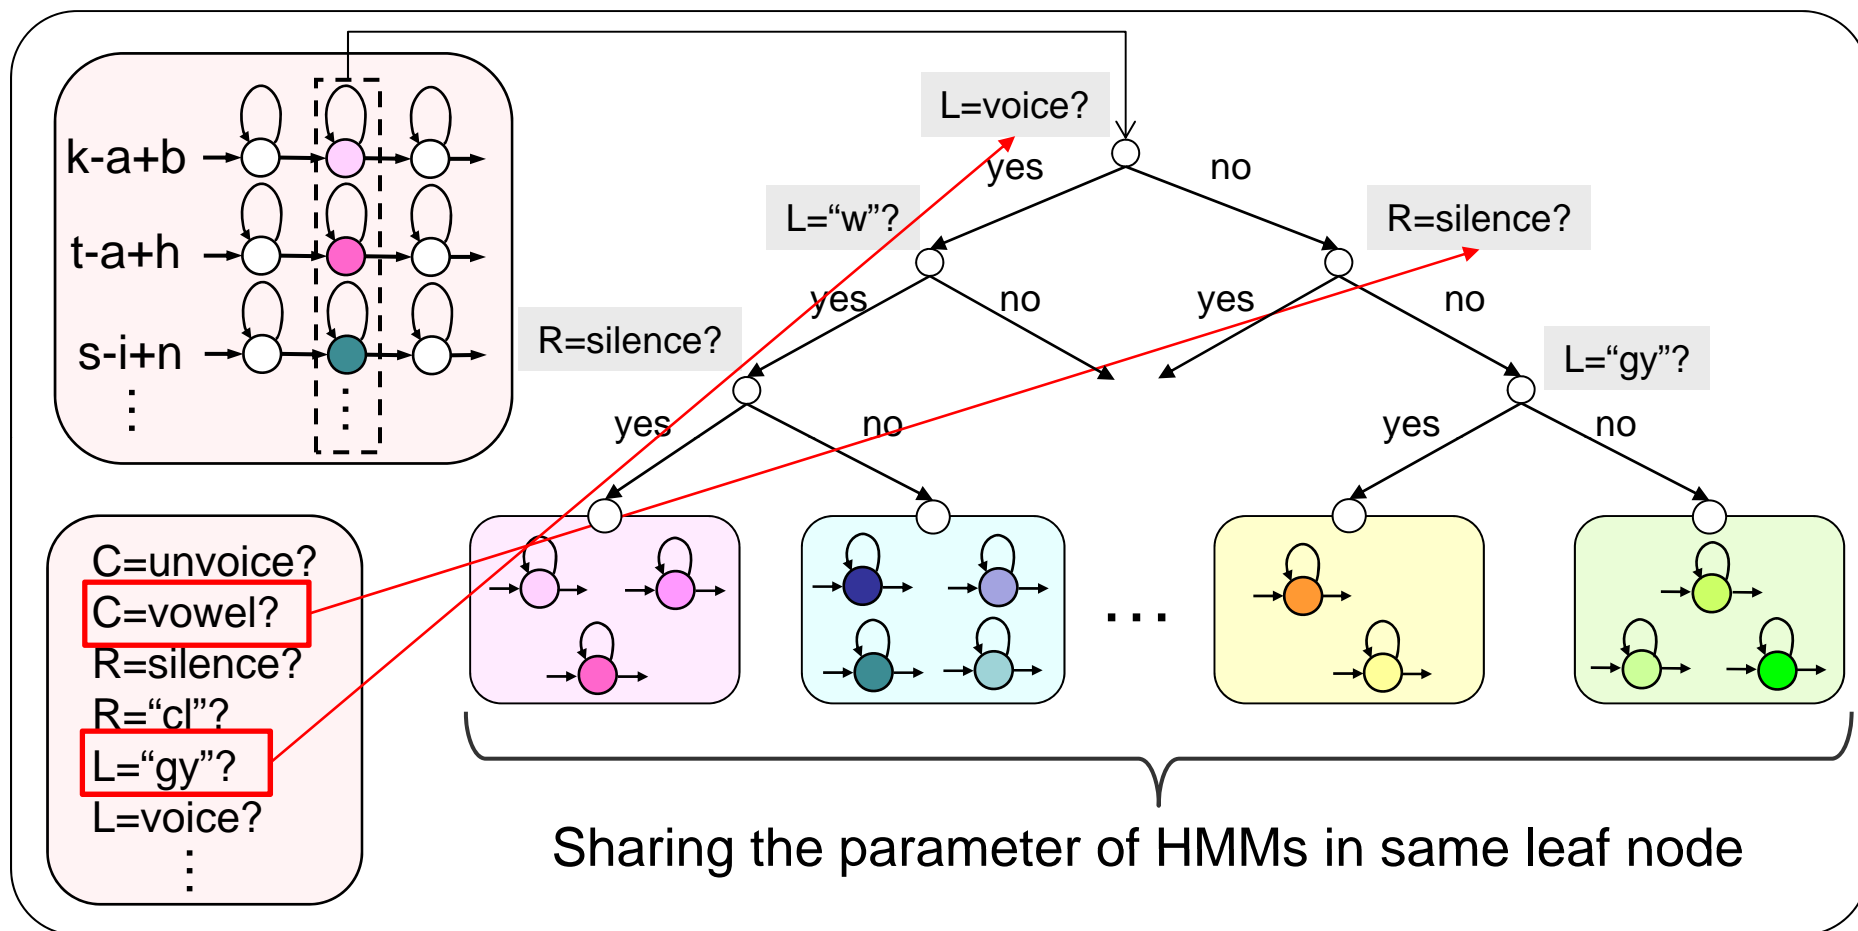 k-a+b
t-a+h
s-i+n
⋮
⋮
L=voice?
yes
no
L=“w”?
R=silence?
yes
no
yes
no
R=silence?
L=“gy”?
yes
no
yes
no
C=unvoice?
C=vowel?
R=silence?
R=“cl”?
L=“gy”?
L=voice?
⋮
…
Sharing the parameter of HMMs in same leaf node